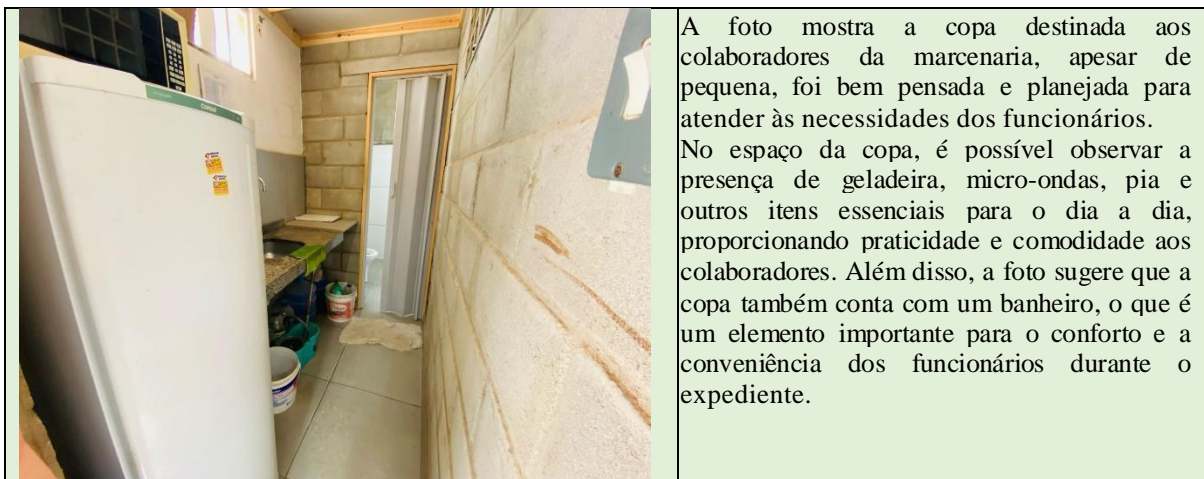 A foto mostra a copa destinada aos
colaboradores da marcenaria, apesar de
pequena, foi bem pensada e planejada para
atender às necessidades dos funcionários.
No espaço da copa, é possível observar a
presença de geladeira, micro-ondas, pia e
outros itens essenciais para o dia a dia,
proporcionando praticidade e comodidade aos
colaboradores. Além disso, a foto sugere que a
copa também conta com um banheiro, o que é
um elemento importante para o conforto e a
conveniência dos funcionários durante o
expediente.